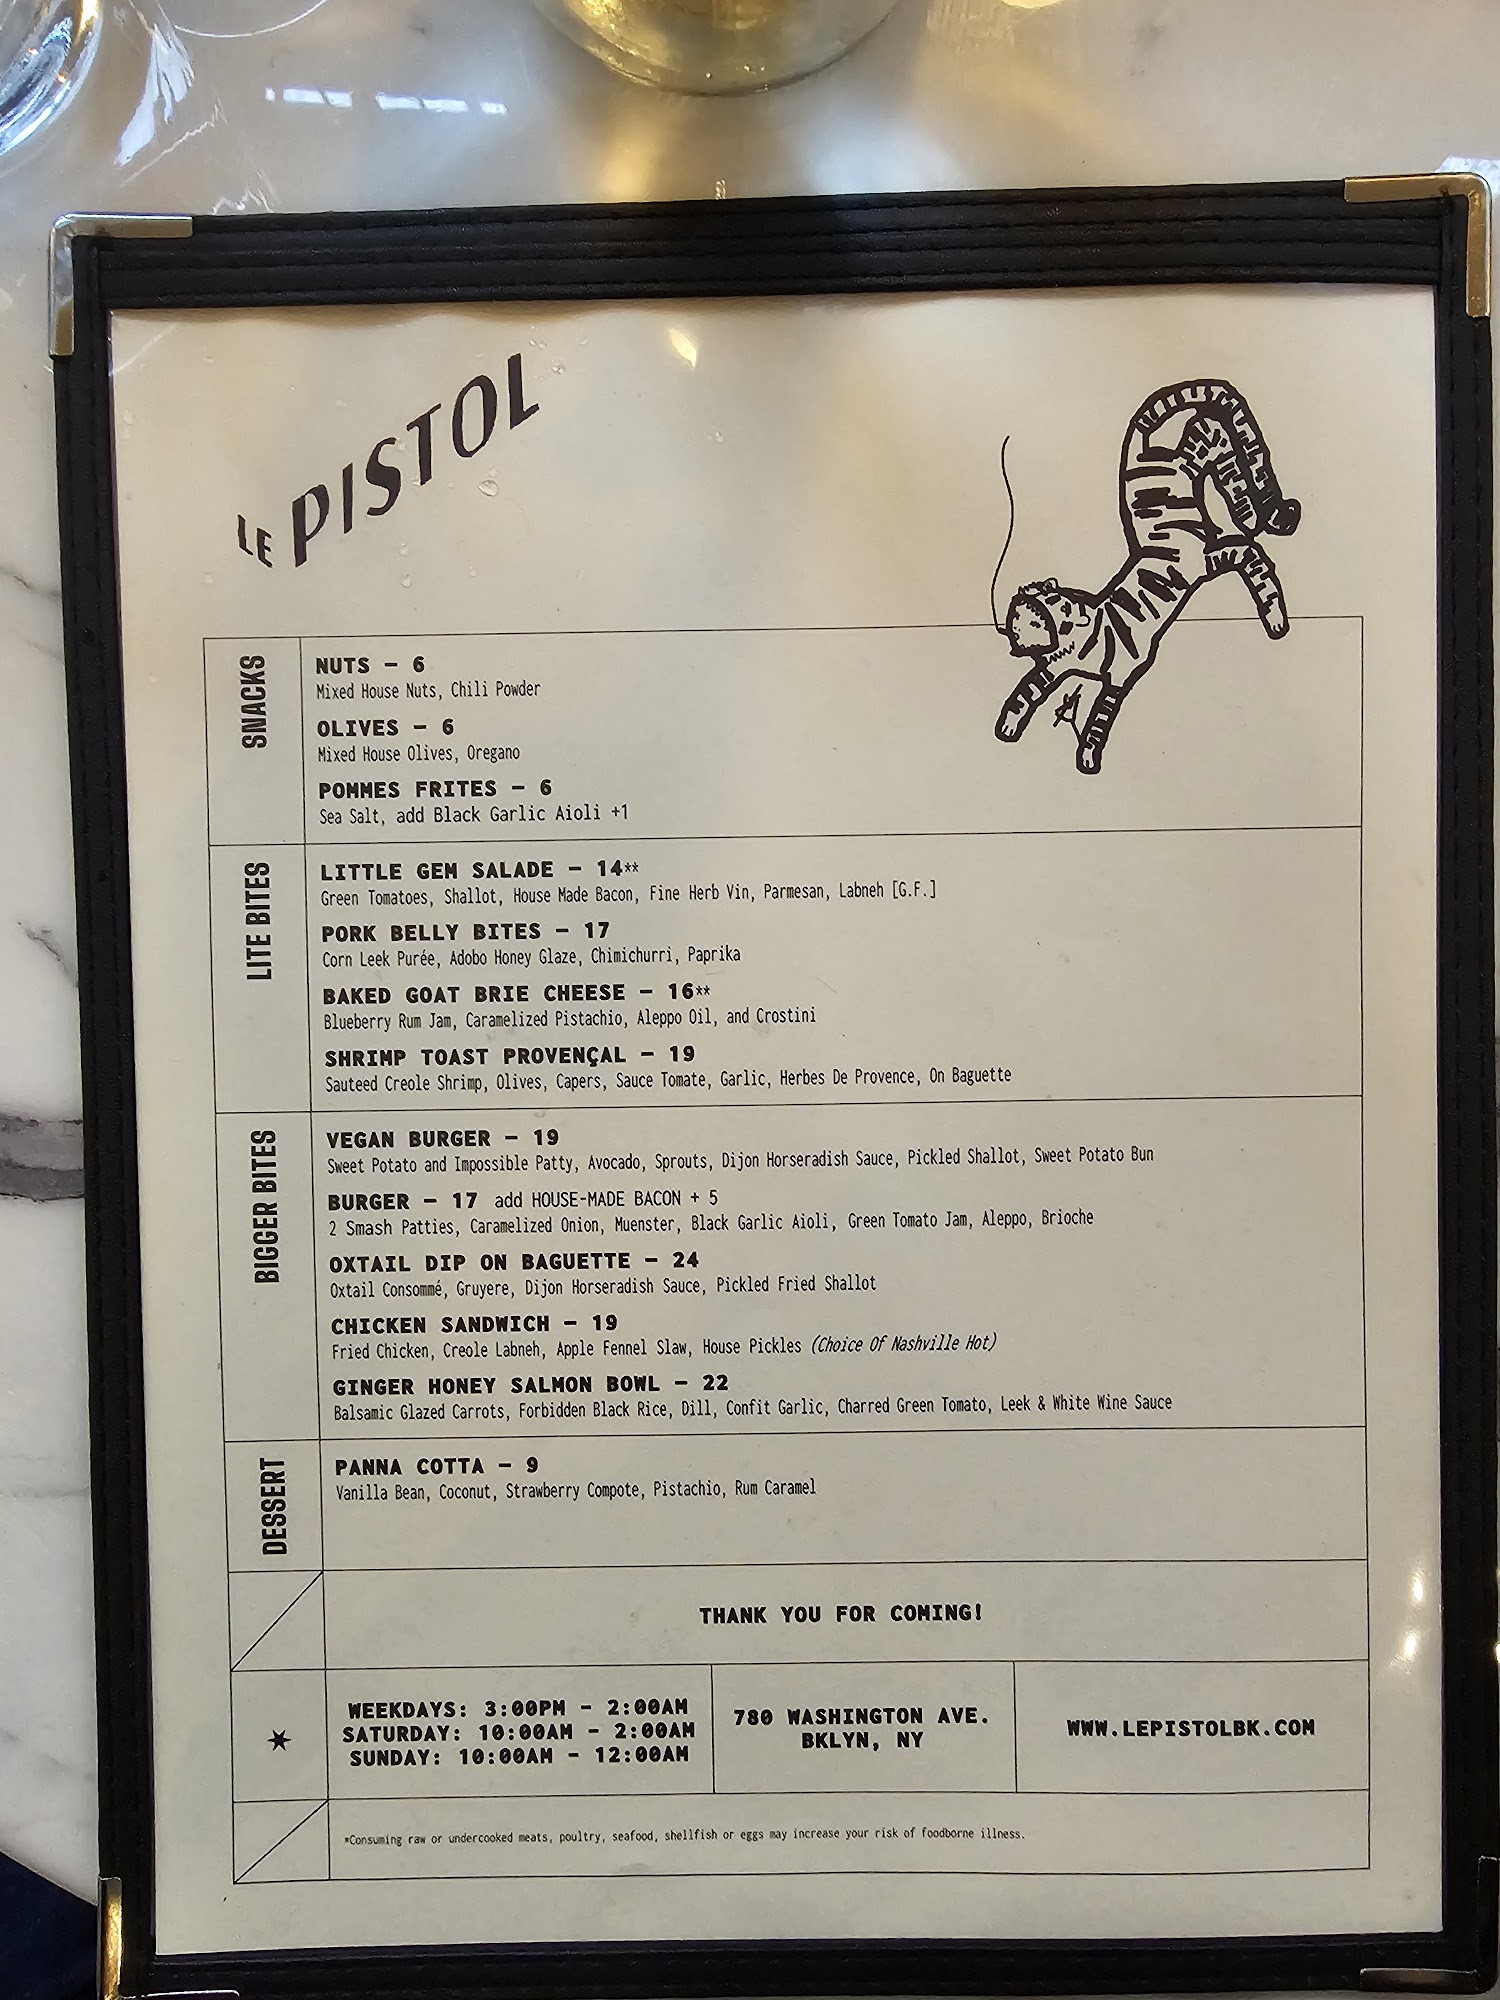 LE PISTOL
SNACKS
NUTS – 6
Mixed House Nuts, Chili Powder
OLIVES – 6
Mixed House Olives, Oregano
POMMES FRITES – 6
Sea Salt, add Black Garlic Aioli +1
LITE BITES
LITTLE GEM SALADE – 14**
Green Tomatoes, Shallot, House Made Bacon, Fine Herb Vin, Parmesan, Labneh [G.F.]
PORK BELLY BITES – 17
Corn Leek Purée, Adobo Honey Glaze, Chimichurri, Paprika
BAKED GOAT BRIE CHEESE – 16**
Blueberry Rum Jam, Caramelized Pistachio, Aleppo Oil, and Crostini
SHRIMP TOAST PROVENÇAL – 19
Sauteed Creole Shrimp, Olives, Capers, Sauce Tomate, Garlic, Herbes De Provence, On Baguette
BIGGER BITES
VEGAN BURGER – 19
Sweet Potato and Impossible Patty, Avocado, Sprouts, Dijon Horseradish Sauce, Pickled Shallot, Sweet Potato Bun
BURGER – 17 add HOUSE-MADE BACON + 5
2 Smash Patties, Caramelized Onion, Muenster, Black Garlic Aioli, Green Tomato Jam, Aleppo, Brioche
OXTAIL DIP ON BAGUETTE – 24
Oxtail Consommé, Gruyere, Dijon Horseradish Sauce, Pickled Fried Shallot
CHICKEN SANDWICH – 19
Fried Chicken, Creole Labneh, Apple Fennel Slaw, House Pickles (Choice Of Nashville Hot)
GINGER HONEY SALMON BOWL – 22
Balsamic Glazed Carrots, Forbidden Black Rice, Dill, Confit Garlic, Charred Green Tomato, Leek & White Wine Sauce
DESSERT
PANNA COTTA – 9
Vanilla Bean, Coconut, Strawberry Compote, Pistachio, Rum Caramel
THANK YOU FOR COMING!
WEEKDAYS: 3:00PM – 2:00AM
SATURDAY: 10:00AM – 2:00AM
SUNDAY: 10:00AM – 12:00AM
780 WASHINGTON AVE.
BKLYN, NY
WWW.LEPISTOLBK.COM
*Consuming raw or undercooked meats, poultry, seafood, shellfish or eggs may increase your risk of foodborne illness.